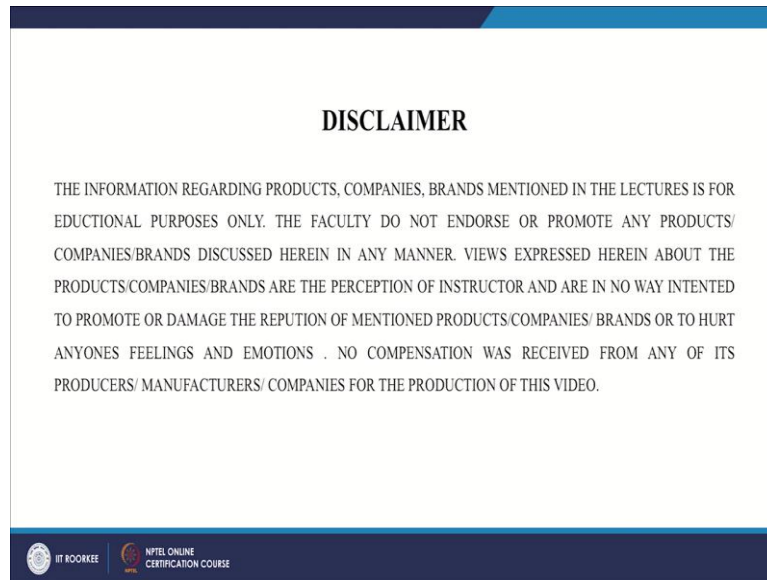 DISCLAIMER
THE INFORMATION REGARDING PRODUCTS, COMPANIES, BRANDS MENTIONED IN THE LECTURES IS FOR
EDUCTIONAL PURPOSES ONLY. THE FACULTY DO NOT ENDORSE OR PROMOTE ANY PRODUCTS/
COMPANIES/BRANDS DISCUSSED HEREIN IN ANY MANNER. VIEWS EXPRESSED HEREIN ABOUT THE
PRODUCTS/COMPANIES/BRANDS ARE THE PERCEPTION OF INSTRUCTOR AND ARE IN NO WAY INTENTED
TO PROMOTE OR DAMAGE THE REPUTION OF MENTIONED PRODUCTS/COMPANIES/ BRANDS OR TO HURT
ANYONES FEELINGS AND EMOTIONS . NO COMPENSATION WAS RECEIVED FROM ANY OF ITS
PRODUCERS/ MANUFACTURERS/ COMPANIES FOR THE PRODUCTION OF THIS VIDEO.
IIT ROORKEE
NPTEL
NPTEL ONLINE
CERTIFICATION COURSE